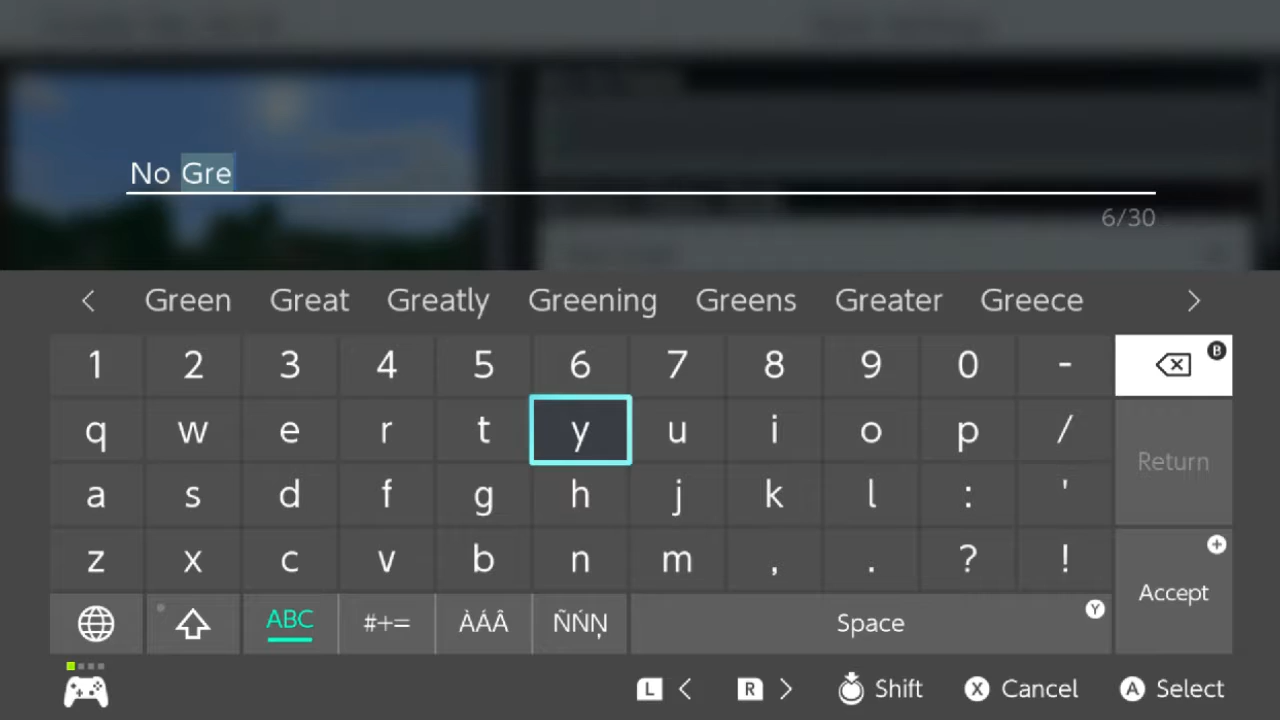 No Gre
6/30
< Green Great Greatly Greening Greens Greater Greece >
1 2 3 4 5 6 7 8 9 0 -
B
q w e r t y u i o p /
Return
a s d f g h j k l : '
z x c v b n m , . ? !
+
Accept
ABC #+= ÀÁÂ ÑŃŅ Space Y
L < R > Shift X Cancel A Select